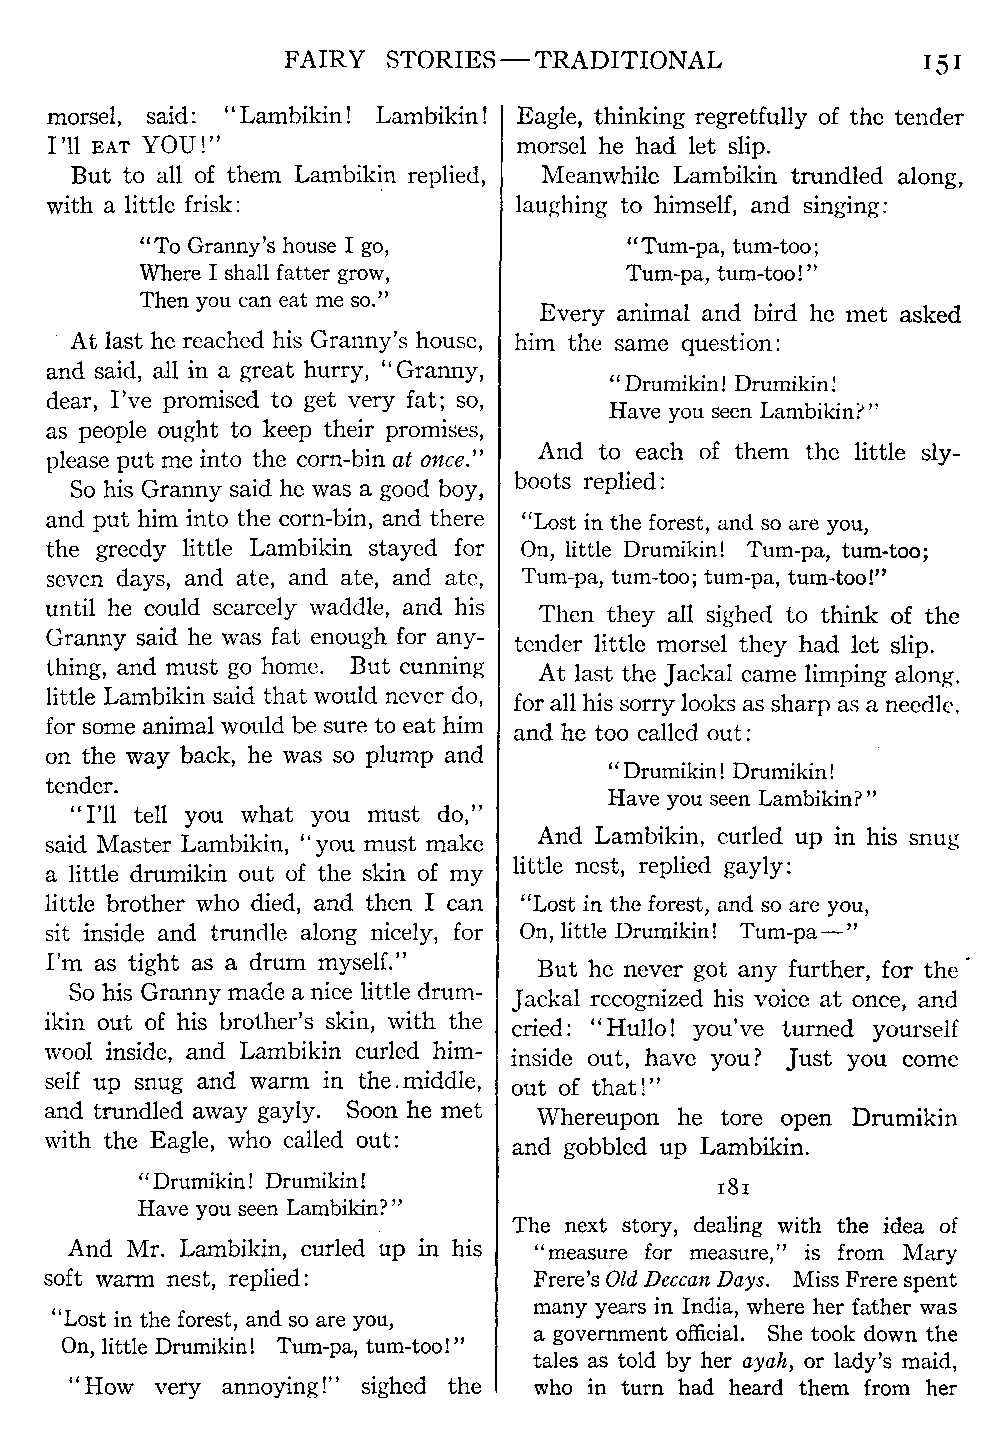 FAIRY STORIES—TRADITIONAL 151
morsel, said: "Lambikin! Lambikin!
I'll EAT YOU!"
But to all of them Lambikin replied,
with a little frisk:
"To Granny's house I go,
Where I shall fatter grow,
Then you can eat me so."
At last he reached his Granny's house,
and said, all in a great hurry, "Granny,
dear, I've promised to get very fat; so,
as people ought to keep their promises,
please put me into the corn-bin at once."
So his Granny said he was a good boy,
and put him into the corn-bin, and there
the greedy little Lambikin stayed for
seven days, and ate, and ate, and ate,
until he could scarcely waddle, and his
Granny said he was fat enough for any-
thing, and must go home. But cunning
little Lambikin said that would never do,
for some animal would be sure to eat him
on the way back, he was so plump and
tender.
"I'll tell you what you must do,"
said Master Lambikin, "you must make
a little drumikin out of the skin of my
little brother who died, and then I can
sit inside and trundle along nicely, for
I'm as tight as a drum myself."
So his Granny made a nice little drum-
ikin out of his brother's skin, with the
wool inside, and Lambikin curled him-
self up snug and warm in the middle,
and trundled away gayly. Soon he met
with the Eagle, who called out:
"Drumikin! Drumikin!
Have you seen Lambikin?"
And Mr. Lambikin, curled up in his
soft warm nest, replied:
"Lost in the forest, and so are you,
On, little Drumikin! Tum-pa, tum-too!"
"How very annoying!" sighed the
Eagle, thinking regretfully of the tender
morsel he had let slip.
Meanwhile Lambikin trundled along,
laughing to himself, and singing:
"Tum-pa, tum-too;
Tum-pa, tum-too!"
Every animal and bird he met asked
him the same question:
"Drumikin! Drumikin!
Have you seen Lambikin?"
And to each of them the little sly-
boots replied:
"Lost in the forest, and so are you,
On, little Drumikin! Tum-pa, tum-too;
Tum-pa, tum-too; tum-pa, tum-too!"
Then they all sighed to think of the
tender little morsel they had let slip.
At last the Jackal came limping along,
for all his sorry looks as sharp as a needle,
and he too called out:
"Drumikin! Drumikin!
Have you seen Lambikin?"
And Lambikin, curled up in his snug
little nest, replied gayly:
"Lost in the forest, and so are you,
On, little Drumikin! Tum-pa—"
But he never got any further, for the
Jackal recognized his voice at once, and
cried: "Hullo! you've turned yourself
inside out, have you? Just you come
out of that!"
Whereupon he tore open Drumikin
and gobbled up Lambikin.
181
The next story, dealing with the idea of
"measure for measure," is from Mary
Frere's Old Deccan Days. Miss Frere spent
many years in India, where her father was
a government official. She took down the
tales as told by her ayah, or lady's maid,
who in turn had heard them from her